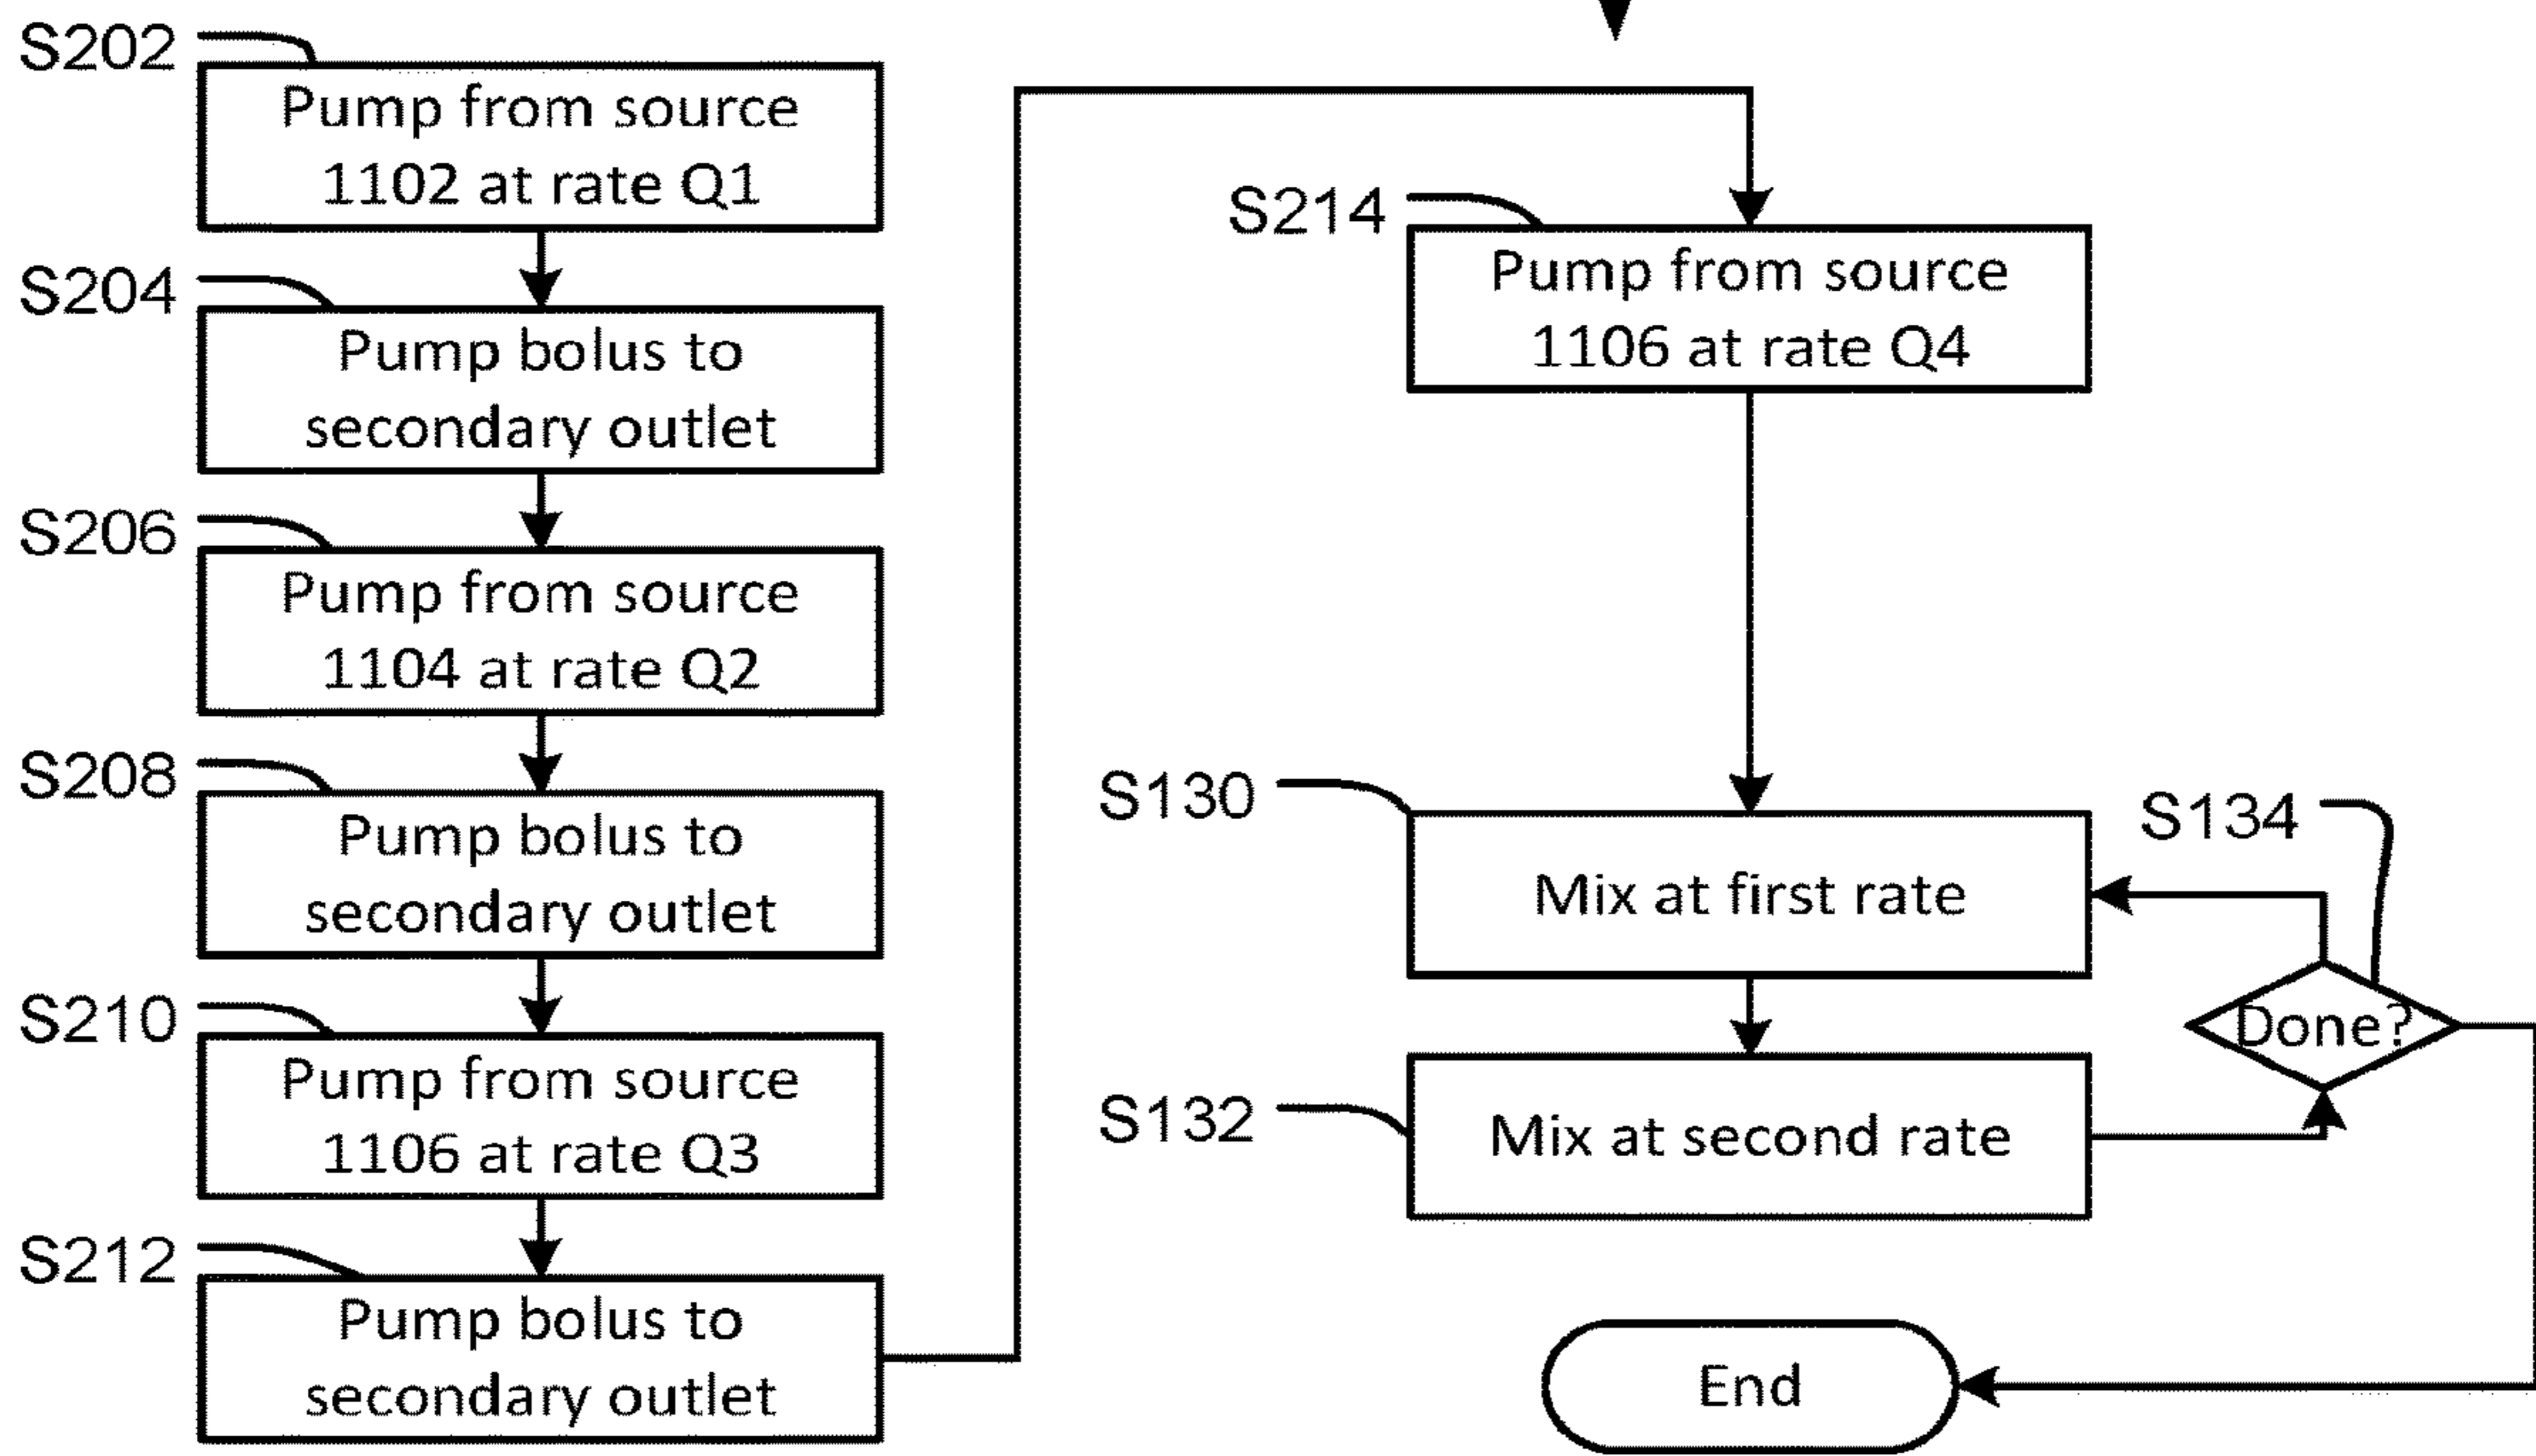 S202
Pump from source
1102 at rate Q1
S204
Pump bolus to
secondary outlet
S206
Pump from source
1104 at rate Q2
S208
Pump bolus to
secondary outlet
S210
Pump from source
1106 at rate Q3
S212
Pump bolus to
secondary outlet
S214
Pump from source
1106 at rate Q4
S130
Mix at first rate
S134
Done?
S132
Mix at second rate
End